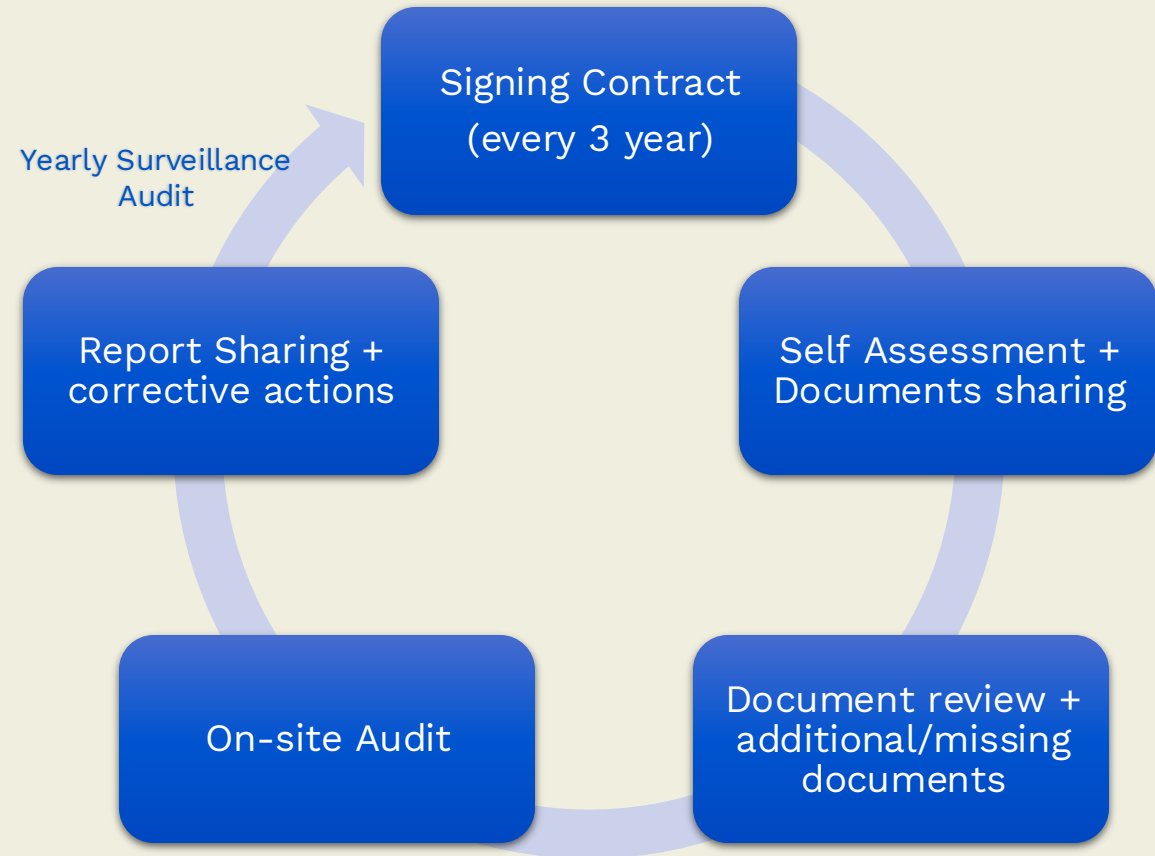 Signing Contract
(every 3 year)
Yearly Surveillance
Audit
Report Sharing +
corrective actions
Self Assessment +
Documents sharing
On-site Audit
Document review +
additional/missing
documents